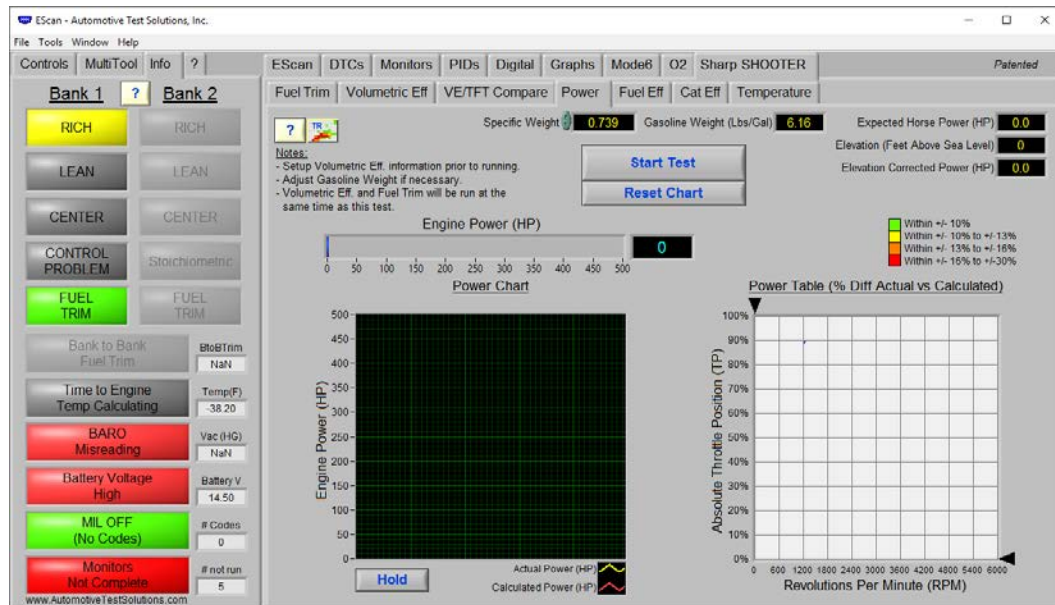 EScan - Automotive Test Solutions, Inc.
File Tools Window Help
Controls MultiTool Info ?
EScan DTCs Monitors PIDs Digital Graphs Mode6 O2 Sharp SHOOTER
Patented
Fuel Trim Volumetric Eff VE/TFT Compare Power Fuel Eff Cat Eff Temperature
Bank 1 ? Bank 2
RICH RICH
LEAN LEAN
CENTER CENTER
CONTROL PROBLEM
Stoichiometric
FUEL TRIM
FUEL TRIM
Bank to Bank Fuel Trim
BtoBTrim
NaN
Time to Engine Temp Calculating
Temp(F)
-38.20
BARO Misreading
Vac (HG)
NaN
Battery Voltage High
Battery V
14.50
MIL OFF (No Codes)
# Codes
0
Monitors Not Complete
# not run
5
www.AutomotiveTestSolutions.com
? TR
Specific Weight 0.739
Gasoline Weight (Lbs/Gal) 6.16
Expected Horse Power (HP) 0.0
Elevation (Feet Above Sea Level) 0
Elevation Corrected Power (HP) 0.0
Notes:
- Setup Volumetric Eff. information prior to running.
- Adjust Gasoline Weight if necessary.
- Volumetric Eff. and Fuel Trim will be run at the
same time as this test.
Start Test
Reset Chart
Engine Power (HP)
0
0 50 100 150 200 250 300 350 400 450 500
Within +/- 10%
Within +/- 10% to +/-13%
Within +/- 13% to +/-16%
Within +/- 16% to +/-30%
Power Chart
500
450
400
350
300
250
200
150
100
50
0
Engine Power (HP)
Hold
Actual Power (HP)
Calculated Power (HP)
Power Table (% Diff Actual vs Calculated)
100%
90%
80%
70%
60%
50%
40%
30%
20%
10%
0%
Absolute Throttle Position (TP)
0 600 1200 1800 2400 3000 3600 4200 4800 5400 6000
Revolutions Per Minute (RPM)